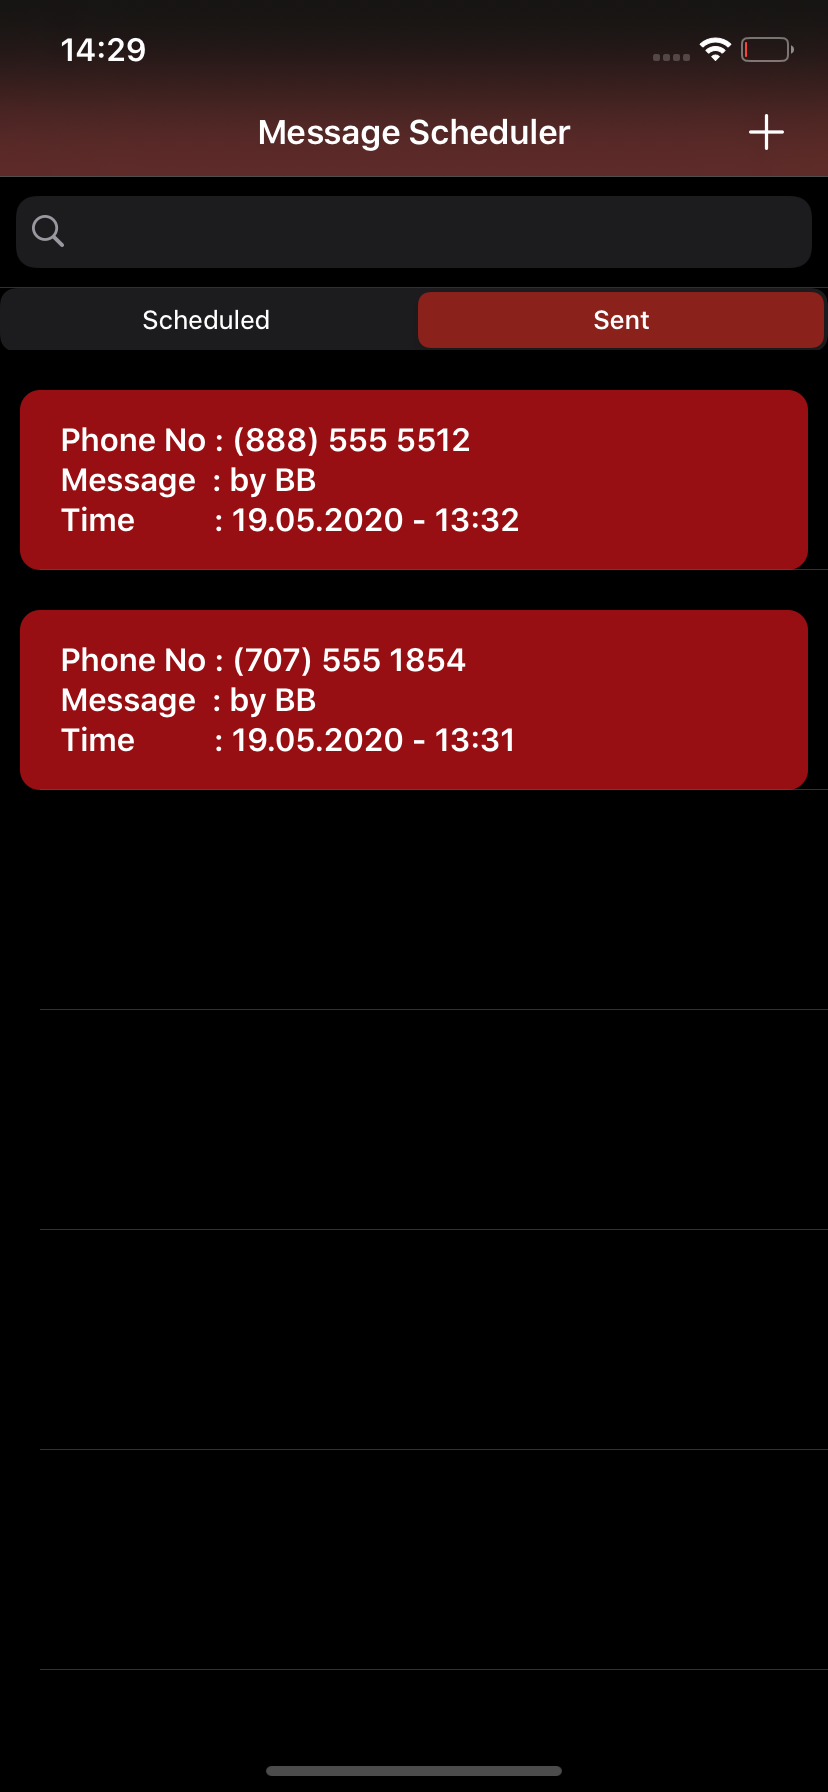 14:29
Message Scheduler
Scheduled
Sent
Phone No : (888) 555 5512
Message : by BB
Time : 19.05.2020 - 13:32
Phone No : (707) 555 1854
Message : by BB
Time : 19.05.2020 - 13:31